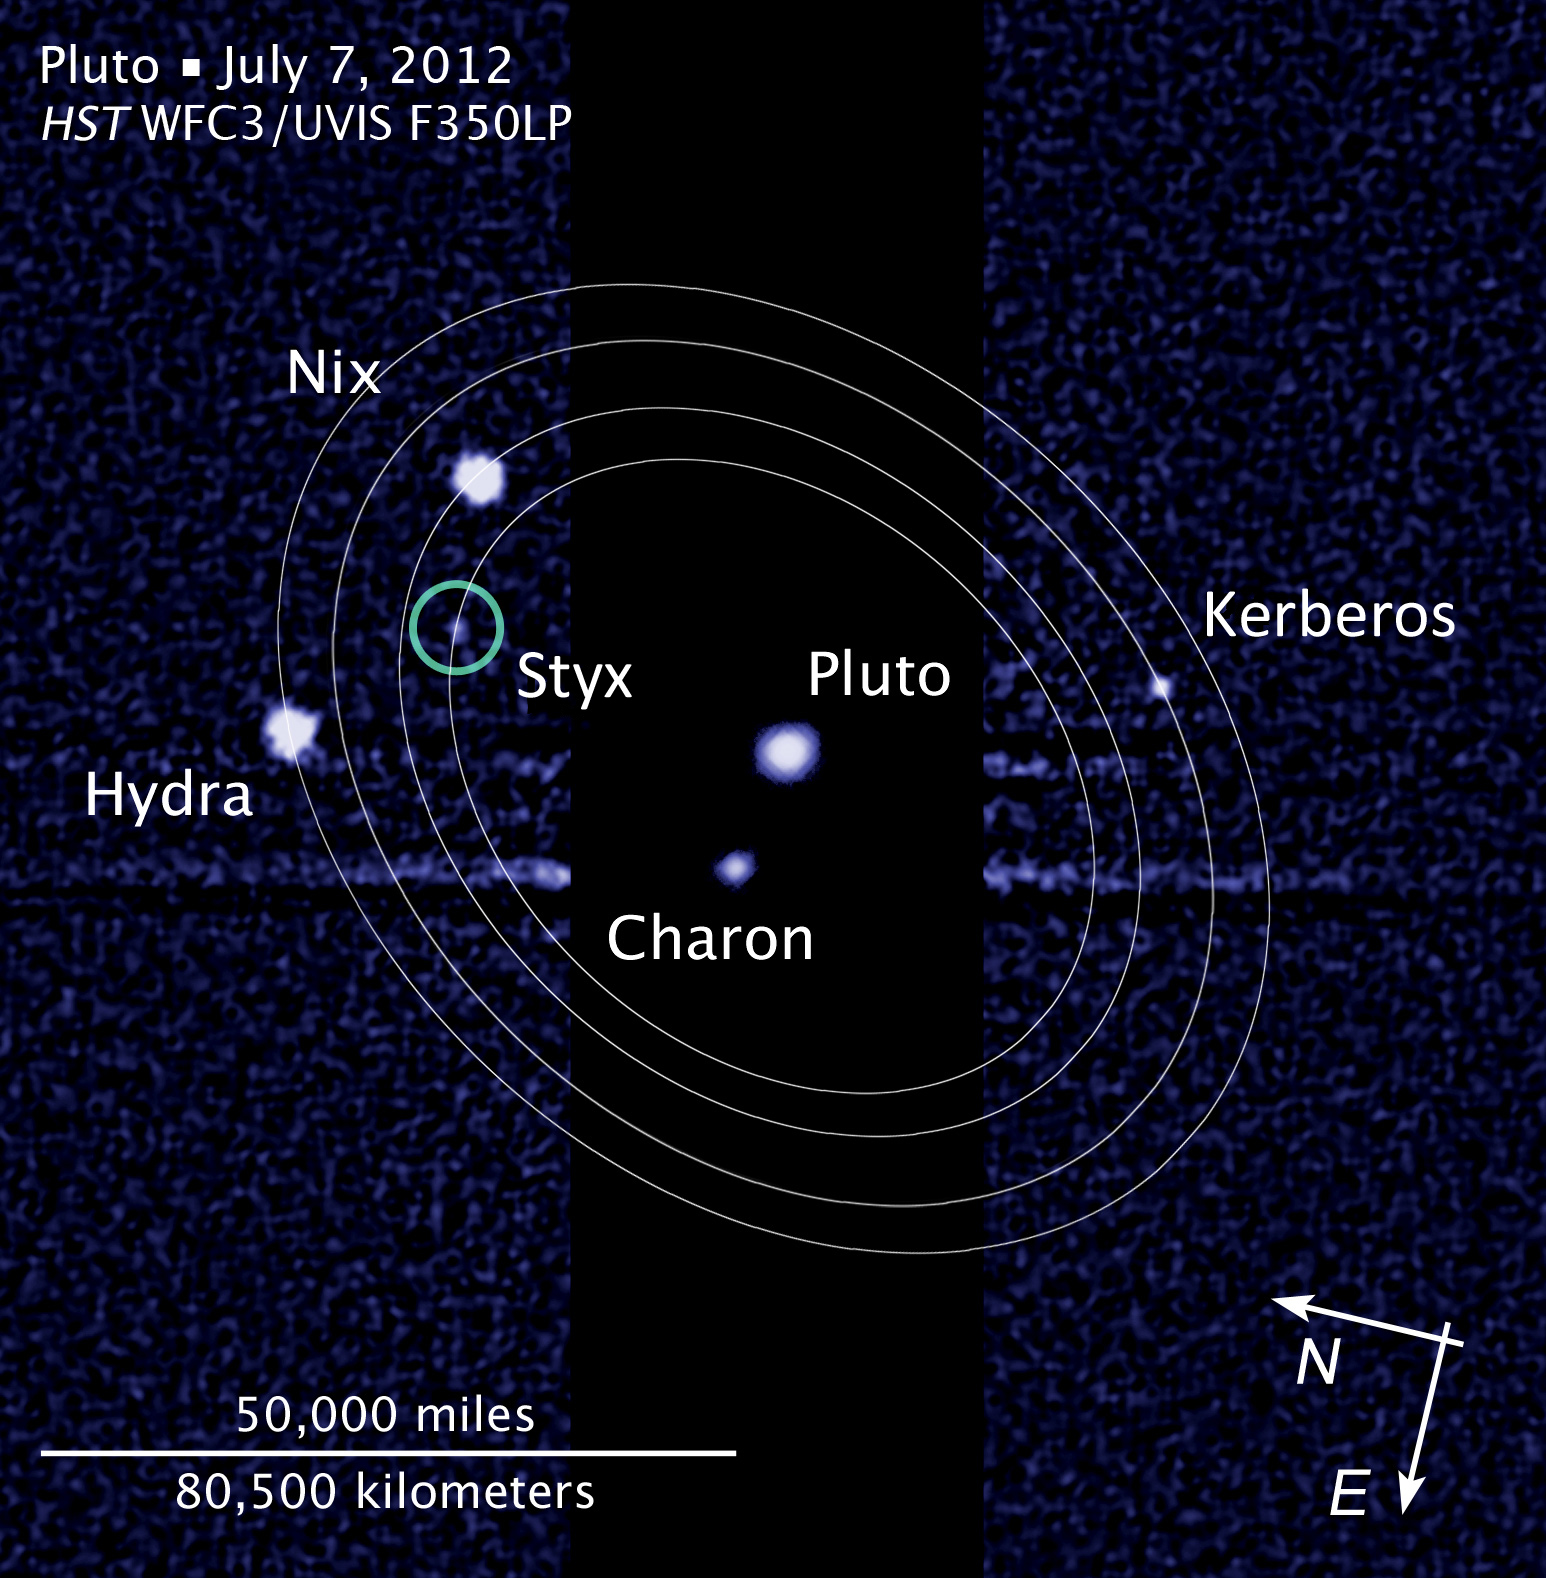 Pluto ▪ July 7, 2012
HST WFC3/UVIS F350LP
Nix
Kerberos
Styx
Pluto
Hydra
Charon
N
E
50,000 miles
80,500 kilometers